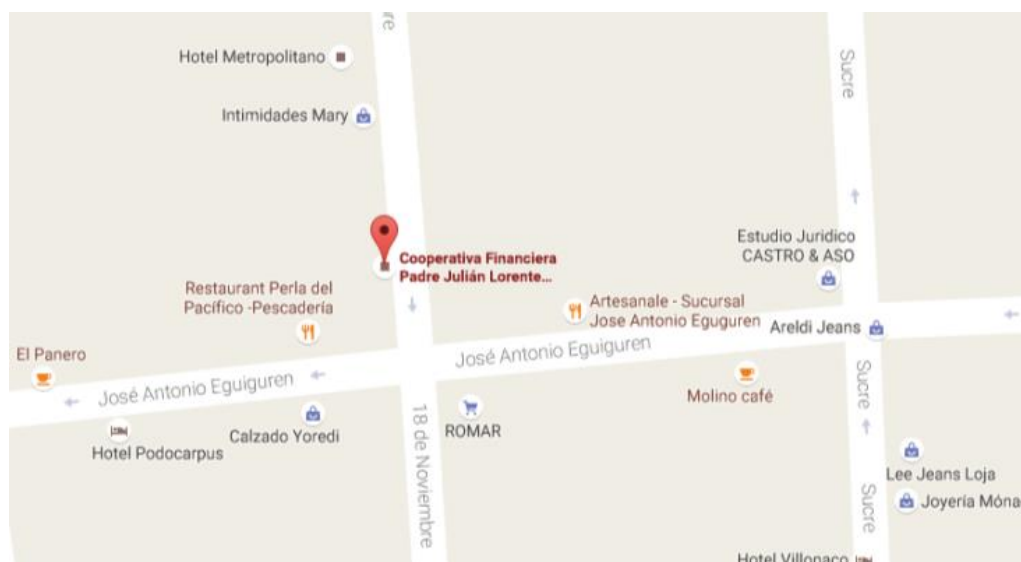 re
Hotel Metropolitano
Sucre
Intimidades Mary
Estudio Juridico
CASTRO & ASO
Cooperativa Financiera
Padre Julián Lorente...
Restaurant Perla del
Pacífico -Pescadería
Artesanale - Sucursal
Jose Antonio Eguguren
Areldi Jeans
El Panero
José Antonio Eguiguren
José Antonio Eguiguren
Molino café
Sucre
Hotel Podocarpus
Calzado Yoredi
ROMAR
18 de Noviembre
Lee Jeans Loja
Joyería Móna
Sucre
Hotel Villonaco